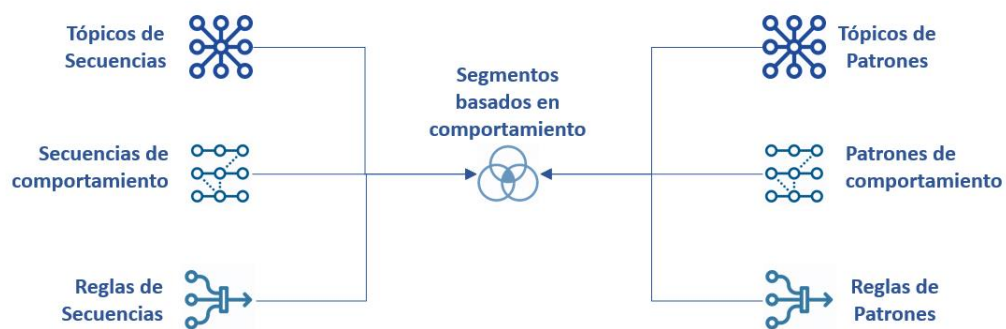 Tópicos de
Secuencias
Secuencias de
comportamiento
Reglas de
Secuencias
Segmentos
basados en
comportamiento
Tópicos de
Patrones
Patrones de
comportamiento
Reglas de
Patrones